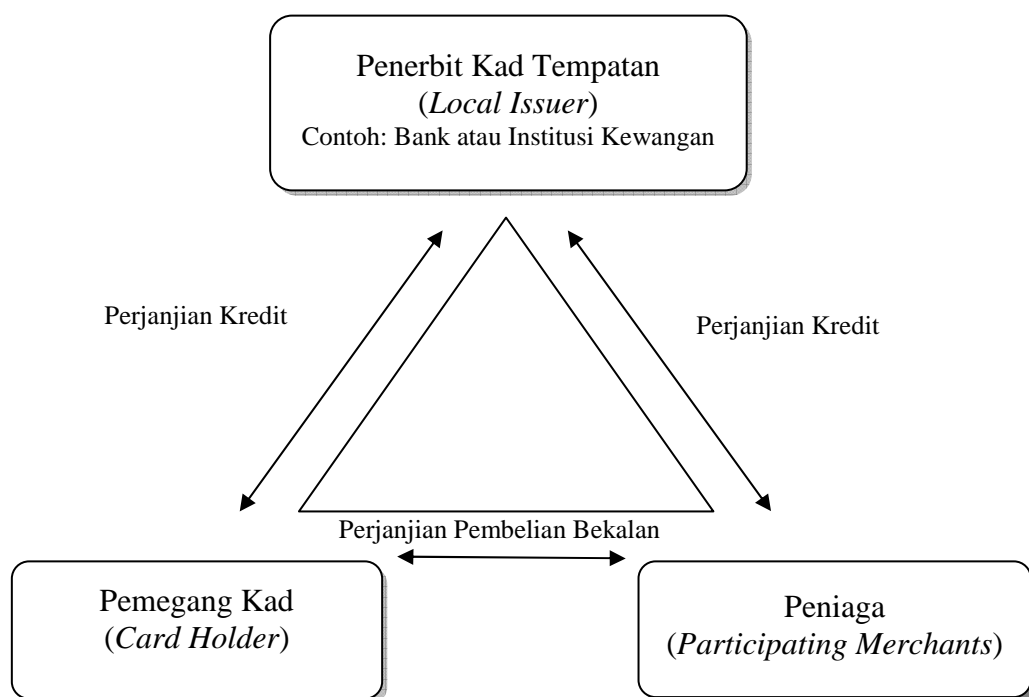 Penerbit Kad Tempatan
(Local Issuer)
Contoh: Bank atau Institusi Kewangan
Perjanjian Kredit
Perjanjian Kredit
Perjanjian Pembelian Bekalan
Pemegang Kad
(Card Holder)
Peniaga
(Participating Merchants)